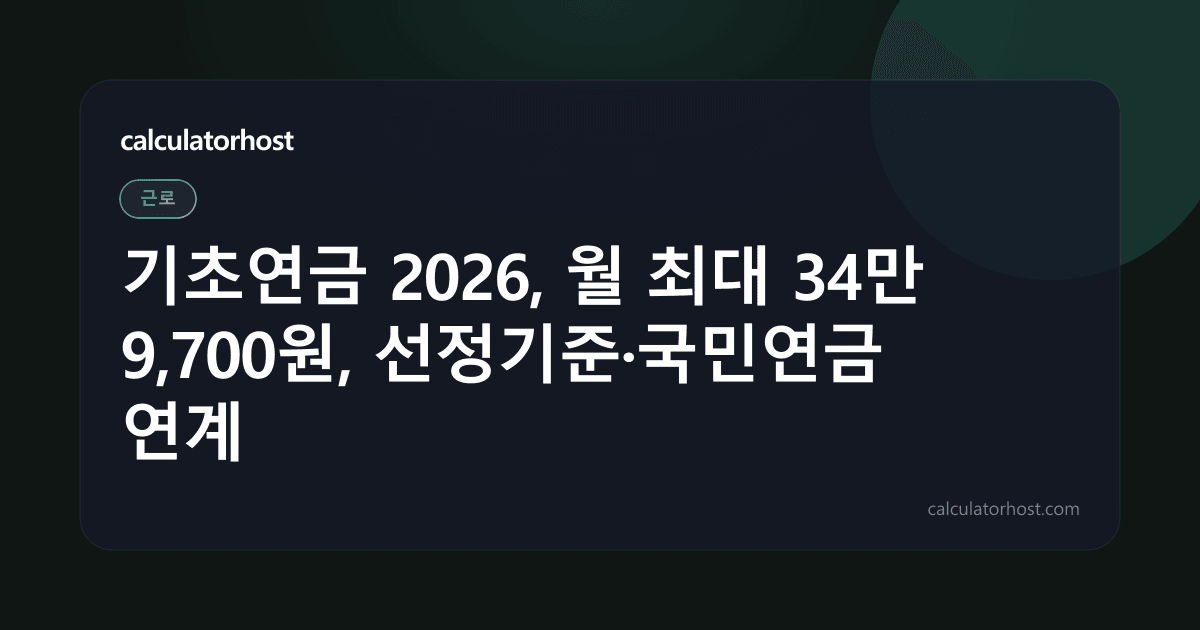 calculatorhost
근로
기초연금 2026, 월 최대 34만
9,700원, 선정기준·국민연금
연계
calculatorhost.com